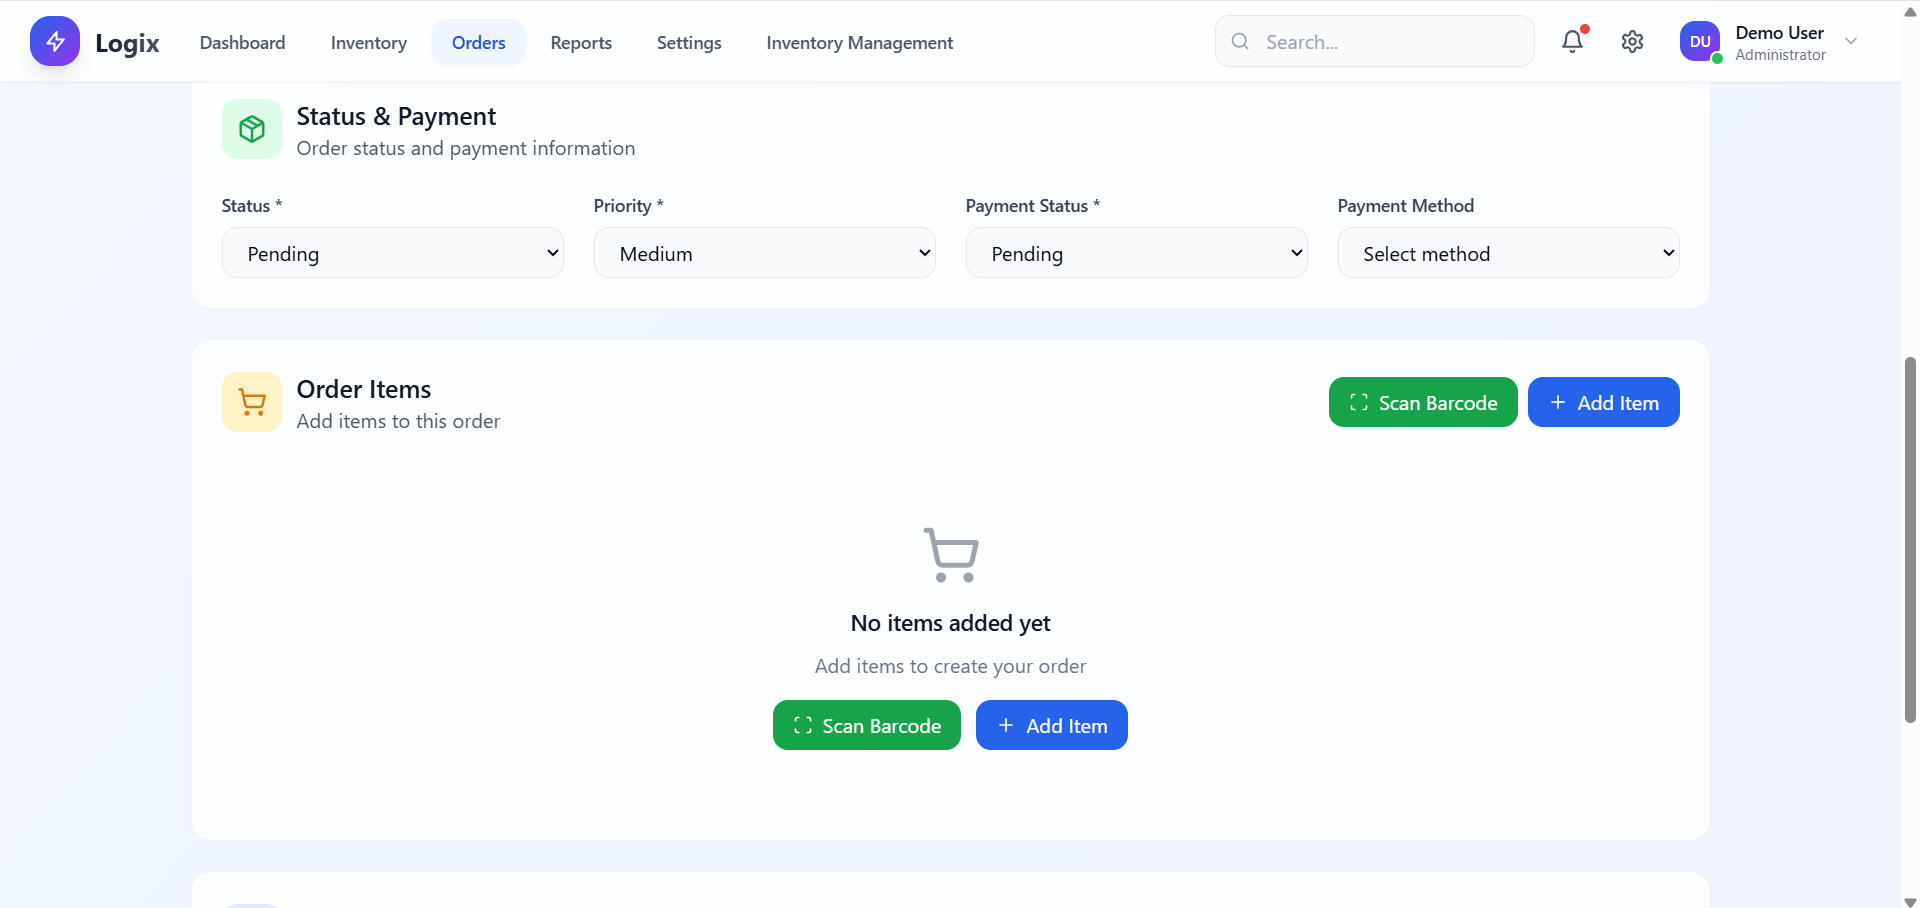 Logix
Dashboard
Inventory
Orders
Reports
Settings
Inventory Management
Search...
DU
Demo User
Administrator
Status & Payment
Order status and payment information
Status *
Priority *
Payment Status *
Payment Method
Pending
Medium
Pending
Select method
Order Items
Add items to this order
Scan Barcode
Add Item
No items added yet
Add items to create your order
Scan Barcode
Add Item